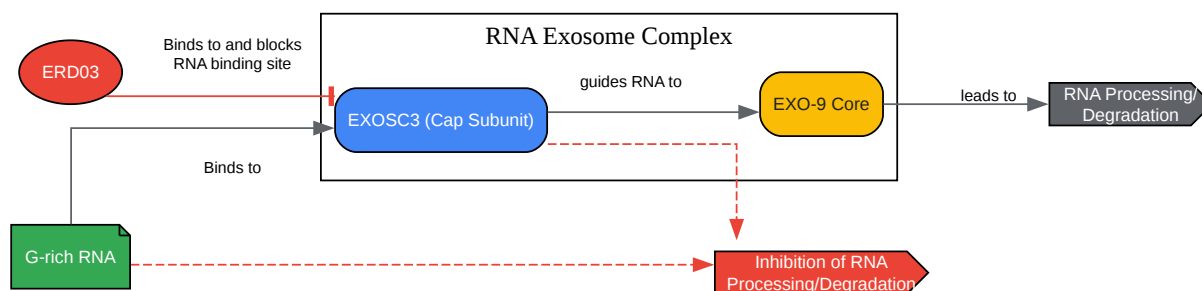 RNA Exosome Complex
Binds to and blocks
RNA binding site
ERD03
guides RNA to
EXOSC3 (Cap Subunit)
EXO-9 Core
leads to
RNA Processing/
Degradation
Binds to
G-rich RNA
Inhibition of RNA
Processing/Degradation